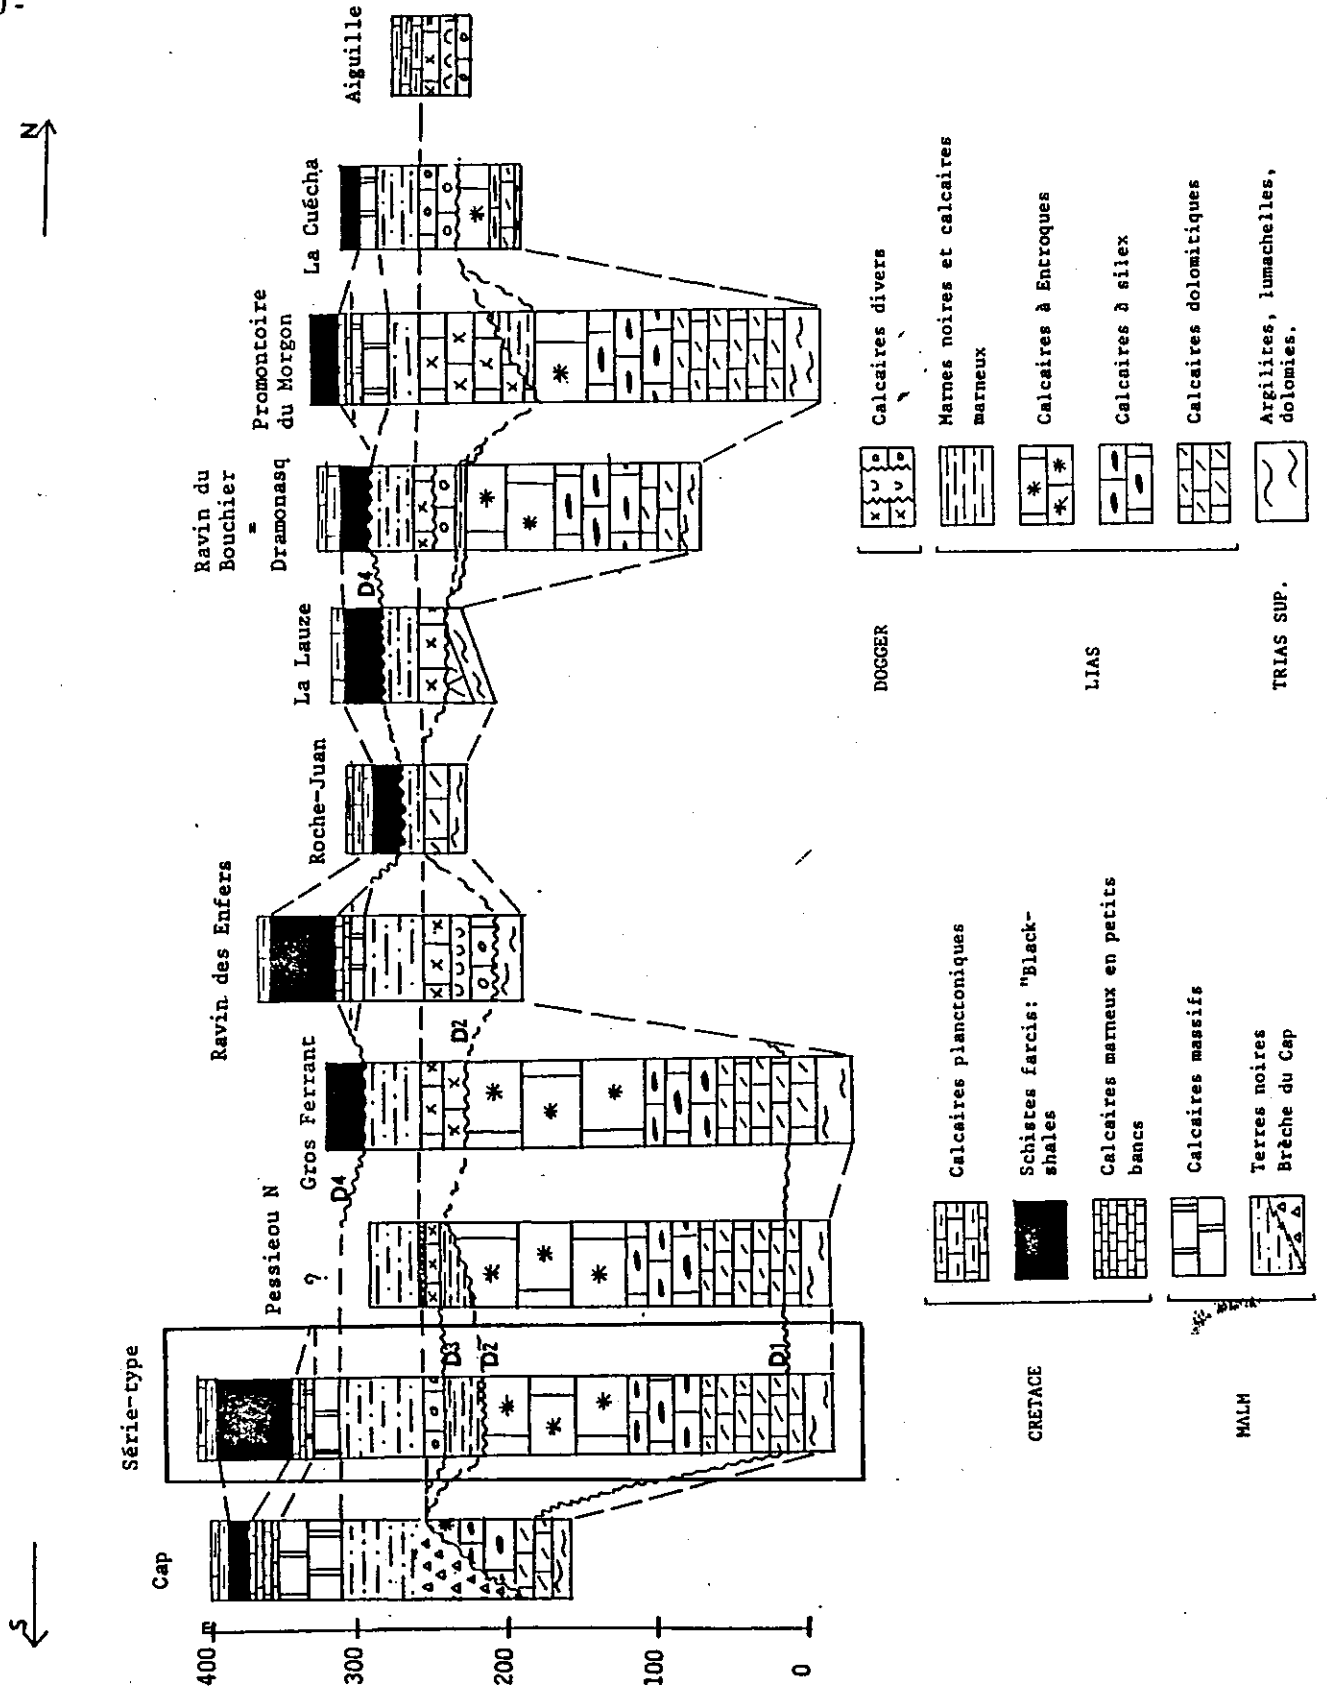 S
N
Cap
Série-type
Pessieou N
Gros Ferrant
Ravin des Enfers
Roche-Juan
La Lauze
Ravin du
Bouchier
=
Dramonasq
Promontoire
du Morgon
La Cuécha
Aiguille
400
m
300
200
100
0
?
D4
D3
D2
D1
D2
D4
CRETACE
Calcaires planctoniques
Schistes farcis: "Black-
shales
Calcaires marneux en petits
bancs
MALM
Calcaires massifs
Terres noires
Brèche du Cap
DOGGER
Calcaires divers
LIAS
Marnes noires et calcaires
marneux
Calcaires à Entroques
Calcaires à silex
Calcaires dolomitiques
TRIAS SUP.
Argilites, lumachelles,
dolomies.